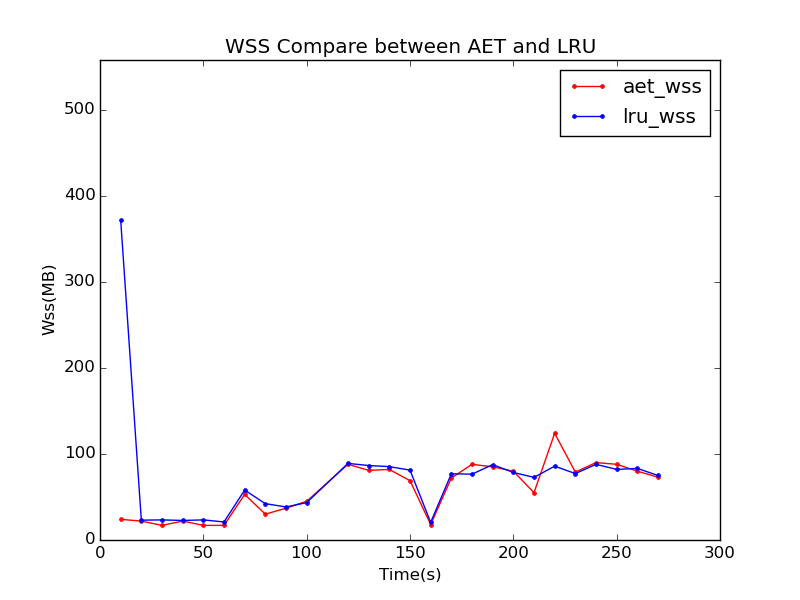 WSS Compare between AET and LRU
aet_wss
lru_wss
500
400
300
200
100
0
Wss(MB)
0 50 100 150 200 250 300
Time(s)